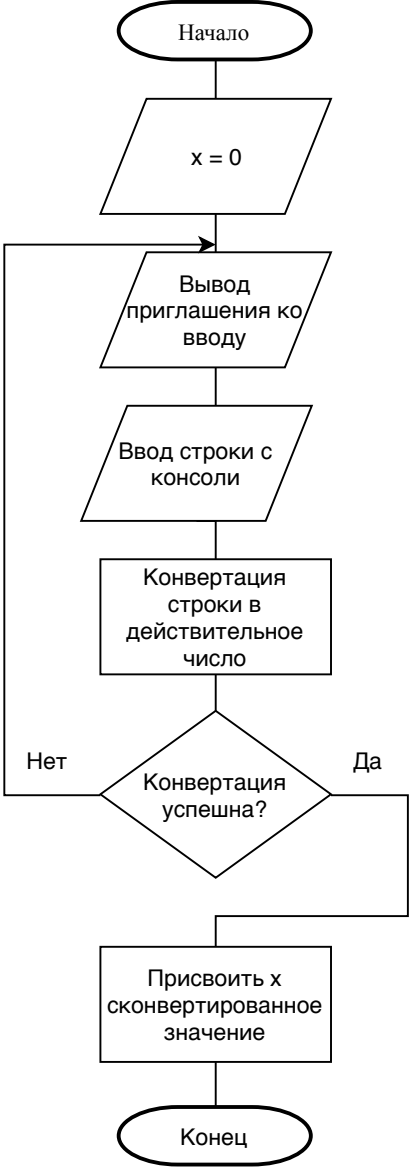 Начало
x = 0
Вывод
приглашения ко
вводу
Ввод строки с
консоли
Конвертация
строки в
действительное
число
Нет
Да
Конвертация
успешна?
Присвоить x
сконвертированное
значение
Конец